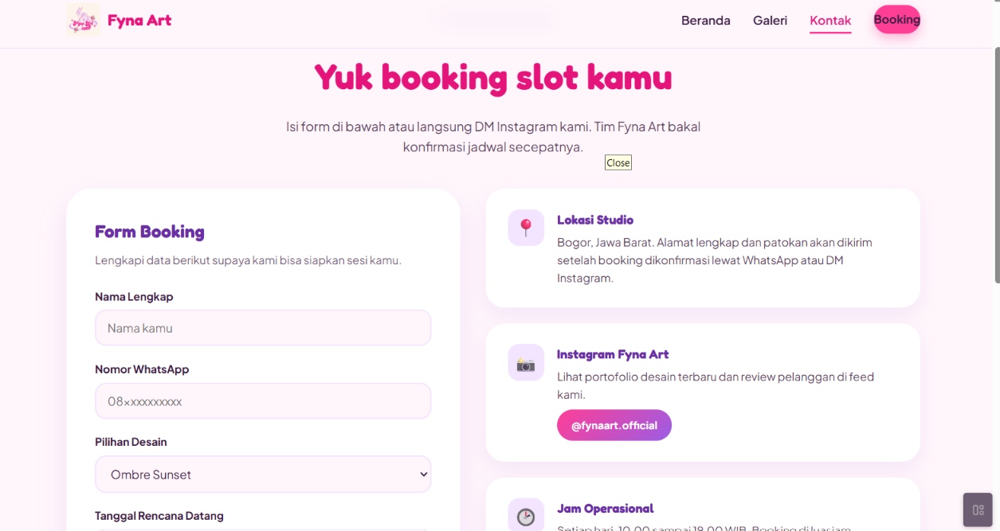 Fyna Art
Beranda
Galeri
Kontak
Booking
Yuk booking slot kamu
Isi form di bawah atau langsung DM Instagram kami. Tim Fyna Art bakal
konfirmasi jadwal secepatnya.
Close
Form Booking
Lengkapi data berikut supaya kami bisa siapkan sesi kamu.
Nama Lengkap
Nama kamu
Nomor WhatsApp
08xxxxxxxxxx
Pilihan Desain
Ombre Sunset
Tanggal Rencana Datang
Lokasi Studio
Bogor, Jawa Barat. Alamat lengkap dan patokan akan dikirim
setelah booking dikonfirmasi lewat WhatsApp atau DM
Instagram.
Instagram Fyna Art
Lihat portofolio desain terbaru dan review pelanggan di feed
kami.
@fynaart.official
Jam Operasional
Setiap hari, 10.00 sampai 19.00 WIB. Booking di luar jam